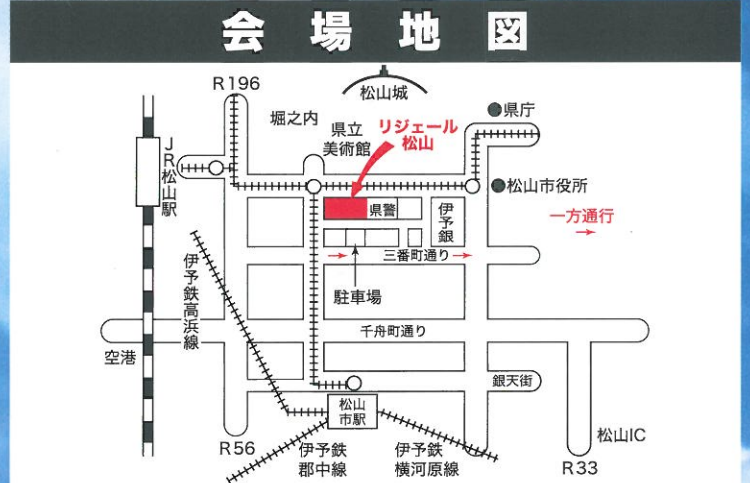 会場地図
R196
松山城
堀之内
県立
美術館
リジェール
松山
●県庁
JR松山駅
●松山市役所
県警
伊予銀
一方通行
→
→
三番町通り
→
伊予鉄高浜線
駐車場
千舟町通り
空港
銀天街
松山
市駅
松山IC
R56
伊予鉄
郡中線
伊予鉄
横河原線
R33